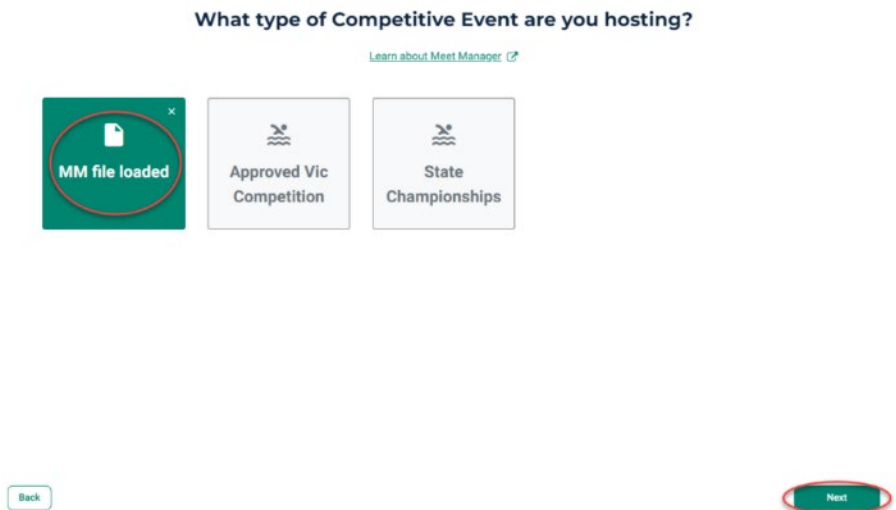 What type of Competitive Event are you hosting?
Learn about Meet Manager
MM file loaded
Approved Vic
Competition
State
Championships
Back
Next